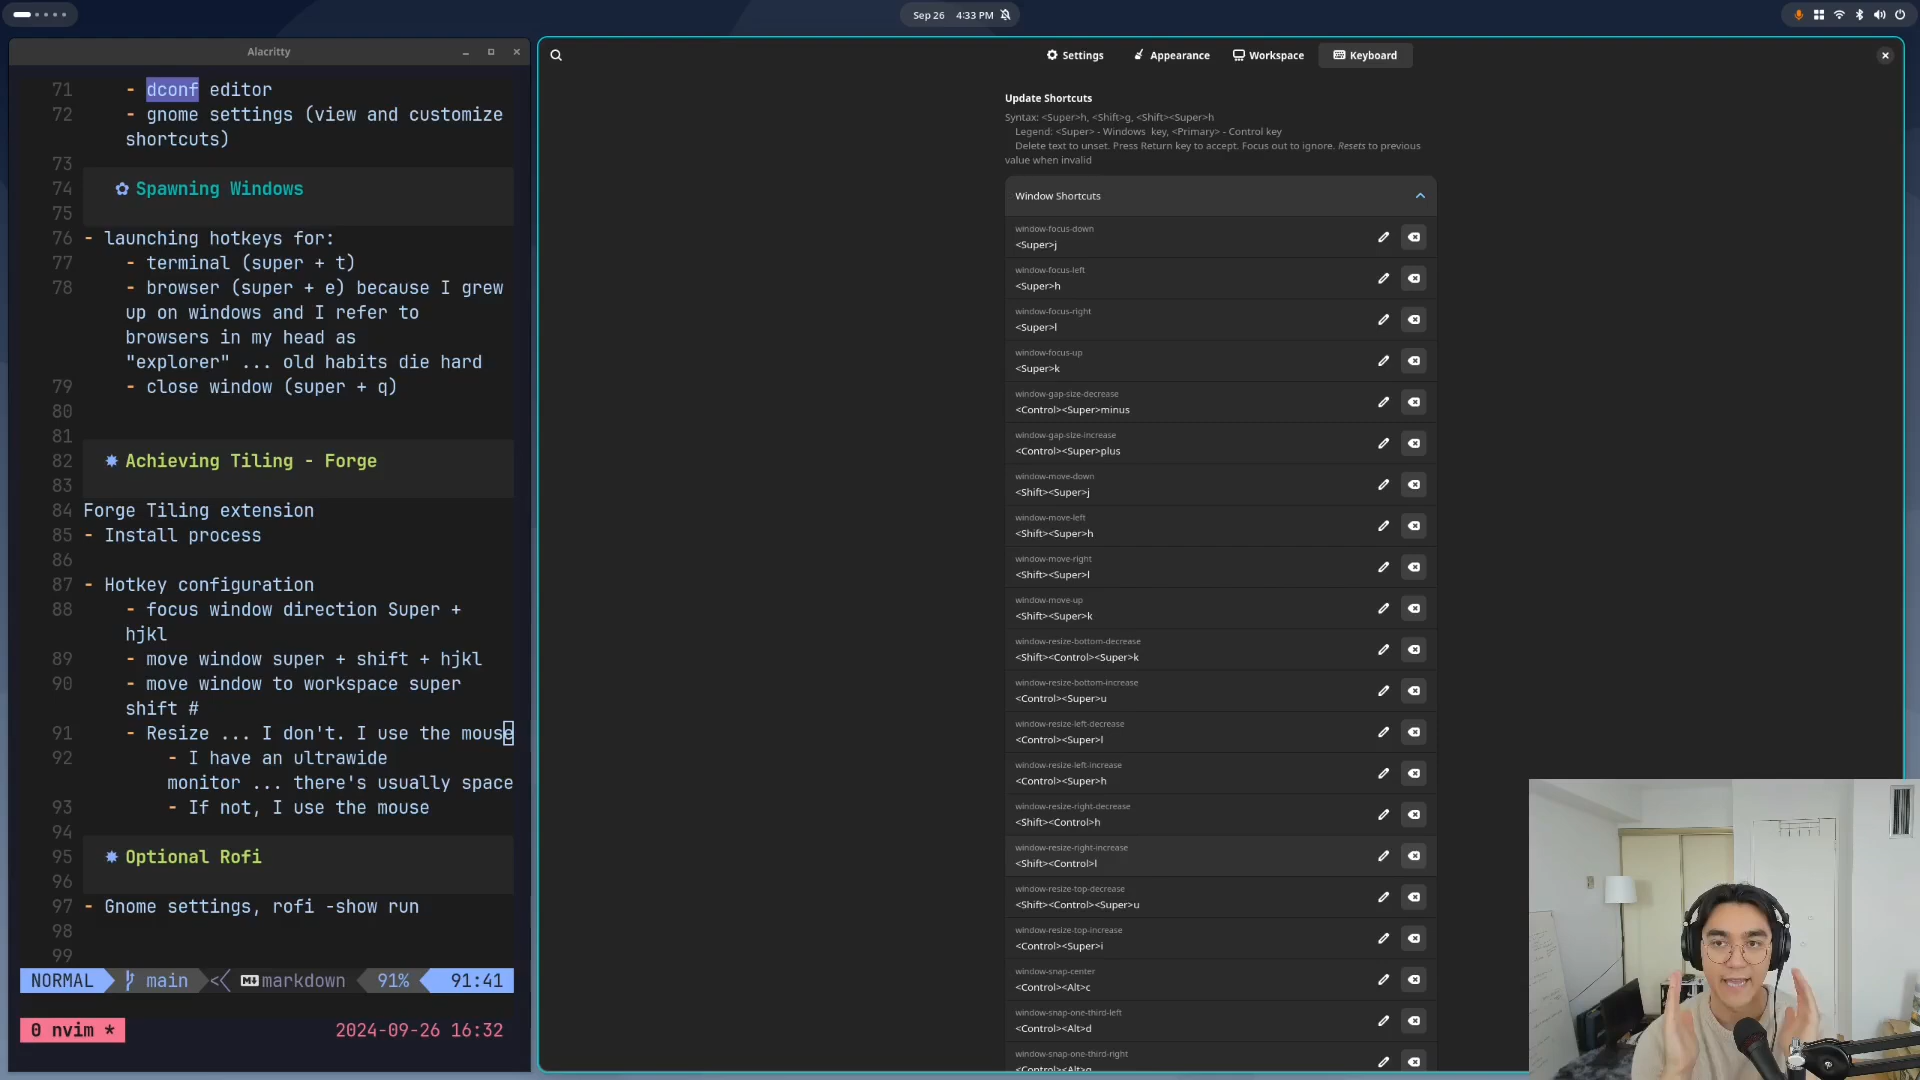 Sep 26 4:33 PM
Alacritty
71 - dconf editor
72 - gnome settings (view and customize
shortcuts)
73
74 Spawning Windows
75
76 - launching hotkeys for:
77 - terminal (super + t)
78 - browser (super + e) because I grew
up on windows and I refer to
browsers in my head as
"explorer" ... old habits die hard
79 - close window (super + q)
80
81
82 Achieving Tiling - Forge
83
84 Forge Tiling extension
85 - Install process
86
87 - Hotkey configuration
88 - focus window direction Super +
hjkl
89 - move window super + shift + hjkl
90 - move window to workspace super
shift #
91 - Resize ... I don't. I use the mouse
92 - I have an ultrawide
monitor ... there's usually space
93 - If not, I use the mouse
94
95 Optional Rofi
96
97 - Gnome settings, rofi -show run
98
99
NORMAL main << markdown 91% 91:41
0 nvim * 2024-09-26 16:32
Settings Appearance Workspace Keyboard
Update Shortcuts
Syntax: <Super>h, <Shift>g, <Shift><Super>h
Legend: <Super> - Windows key, <Primary> - Control key
Delete text to unset. Press Return key to accept. Focus out to ignore. Resets to previous
value when invalid
Window Shortcuts
window-focus-down
<Super>j
window-focus-left
<Super>h
window-focus-right
<Super>l
window-focus-up
<Super>k
window-gap-size-decrease
<Control><Super>minus
window-gap-size-increase
<Control><Super>plus
window-move-down
<Shift><Super>j
window-move-left
<Shift><Super>h
window-move-right
<Shift><Super>l
window-move-up
<Shift><Super>k
window-resize-bottom-decrease
<Shift><Control><Super>k
window-resize-bottom-increase
<Control><Super>u
window-resize-left-decrease
<Control><Super>l
window-resize-left-increase
<Control><Super>h
window-resize-right-decrease
<Shift><Control>h
window-resize-right-increase
<Shift><Control>l
window-resize-top-decrease
<Shift><Control><Super>u
window-resize-top-increase
<Control><Super>i
window-snap-center
<Control><Alt>c
window-snap-one-third-left
<Control><Alt>d
window-snap-one-third-right
<Control><Alt>g